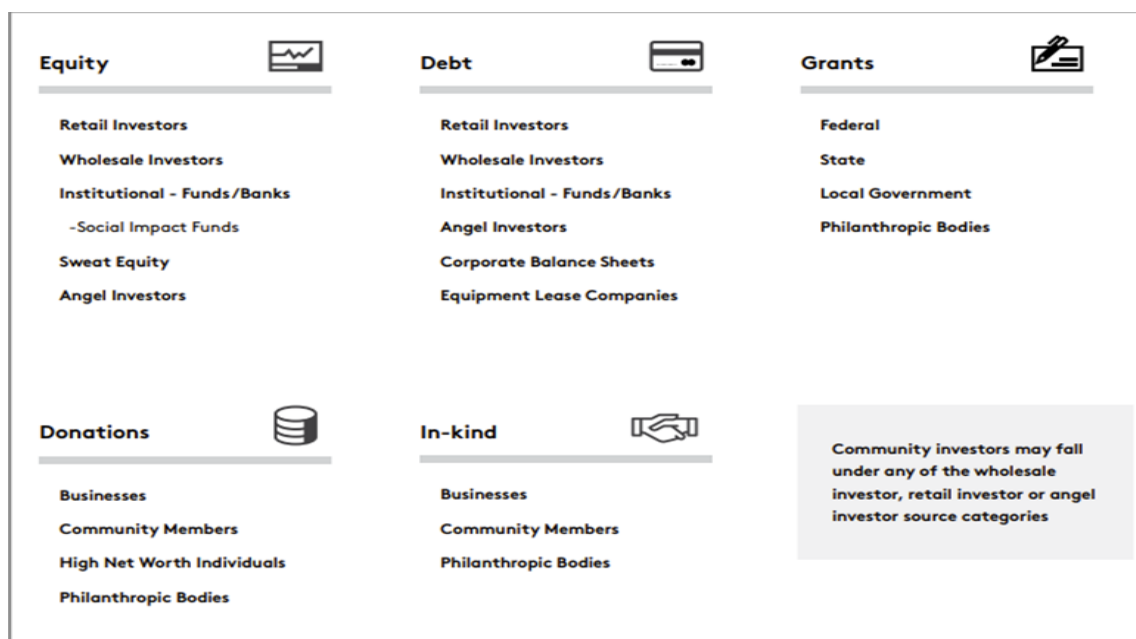 Equity
Retail Investors
Wholesale Investors
Institutional - Funds/Banks
-Social Impact Funds
Sweat Equity
Angel Investors
Debt
Retail Investors
Wholesale Investors
Institutional - Funds/Banks
Angel Investors
Corporate Balance Sheets
Equipment Lease Companies
Grants
Federal
State
Local Government
Philanthropic Bodies
Donations
Businesses
Community Members
High Net Worth Individuals
Philanthropic Bodies
In-kind
Businesses
Community Members
Philanthropic Bodies
Community investors may fall
under any of the wholesale
investor, retail investor or angel
investor source categories